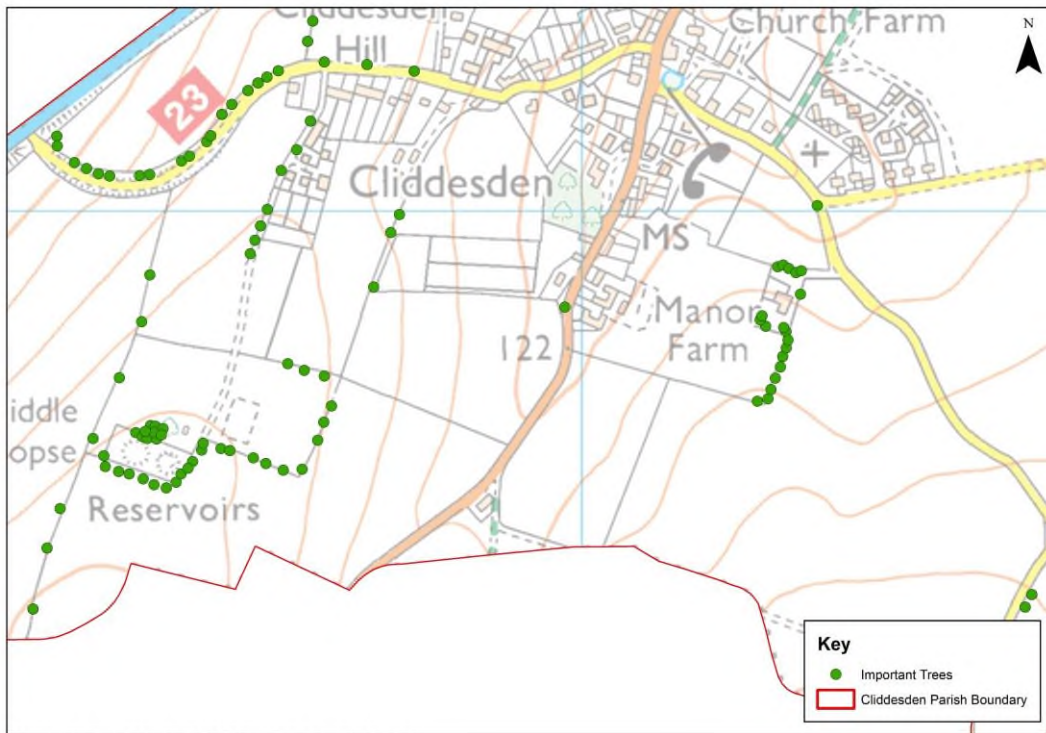 Cliddesden
Hill
Church Farm
N
23
Cliddesden
MS
Manor
Farm
122
iddle
opse
Reservoirs
Key
Important Trees
Cliddesden Parish Boundary